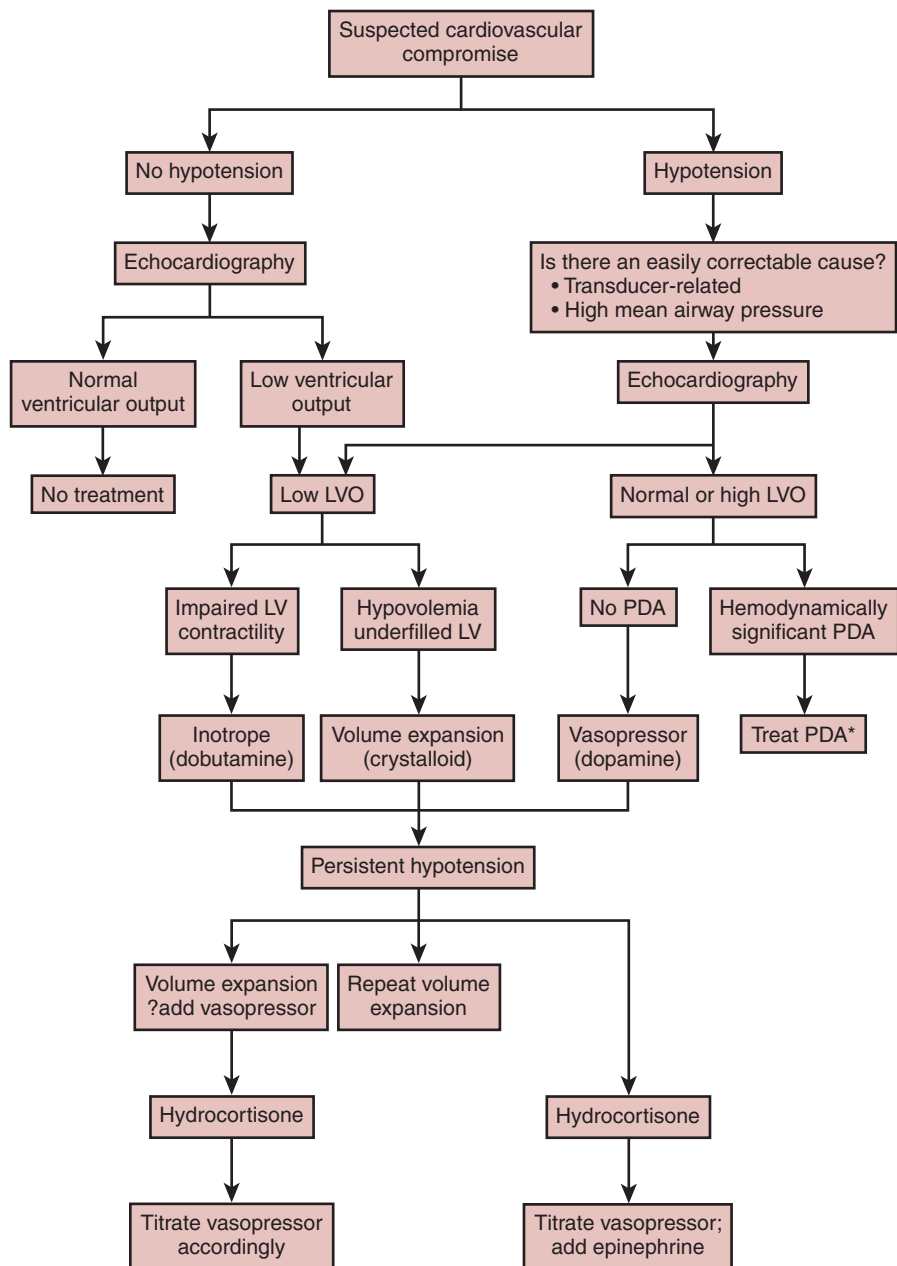 Suspected cardiovascular
compromise
No hypotension
Hypotension
Echocardiography
Is there an easily correctable cause?
• Transducer-related
• High mean airway pressure
Normal
ventricular output
Low ventricular
output
Echocardiography
No treatment
Low LVO
Normal or high LVO
Impaired LV
contractility
Hypovolemia
underfilled LV
No PDA
Hemodynamically
significant PDA
Inotrope
(dobutamine)
Volume expansion
(crystalloid)
Vasopressor
(dopamine)
Treat PDA*
Persistent hypotension
Volume expansion
?add vasopressor
Repeat volume
expansion
Hydrocortisone
Hydrocortisone
Titrate vasopressor
accordingly
Titrate vasopressor;
add epinephrine